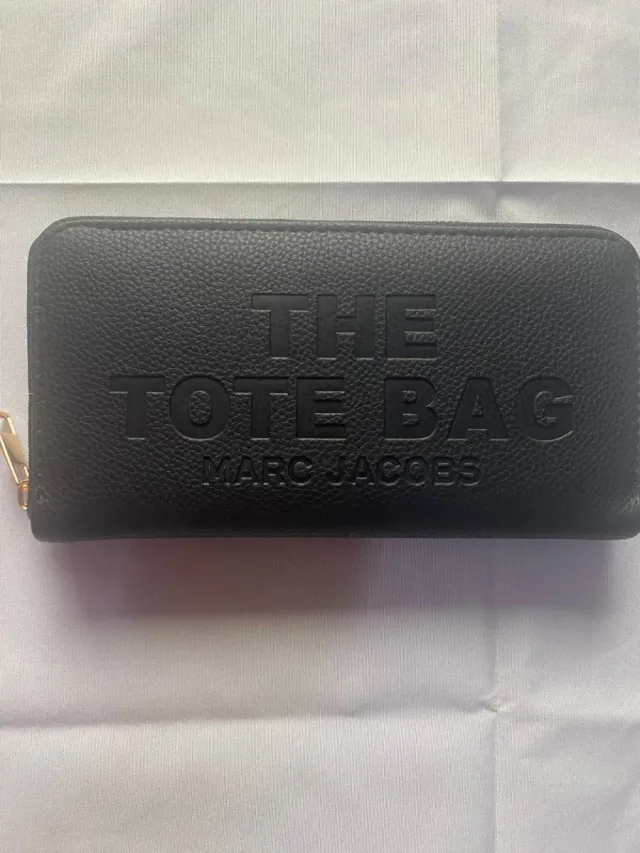 THE
TOTE BAG
MARC JACOBS